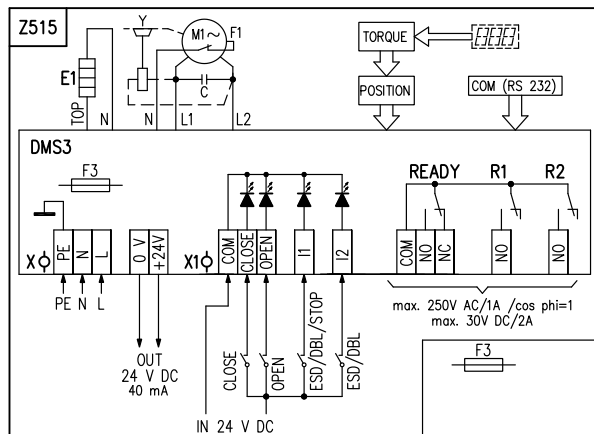 Z515
Y
M1~
F1
E1
C
TOP
N
N
L1
L2
TORQUE
POSITION
COM (RS 232)
DMS3
F3
READY
R1
R2
X
PE
N
L
0 V
+24V
X1
COM
CLOSE
OPEN
I1
I2
COM
NO
NC
NO
NO
PE N L
OUT
24 V DC
40 mA
CLOSE
OPEN
ESD/DBL/STOP
ESD/DBL
IN 24 V DC
max. 250V AC/1A /cos phi=1
max. 30V DC/2A
F3